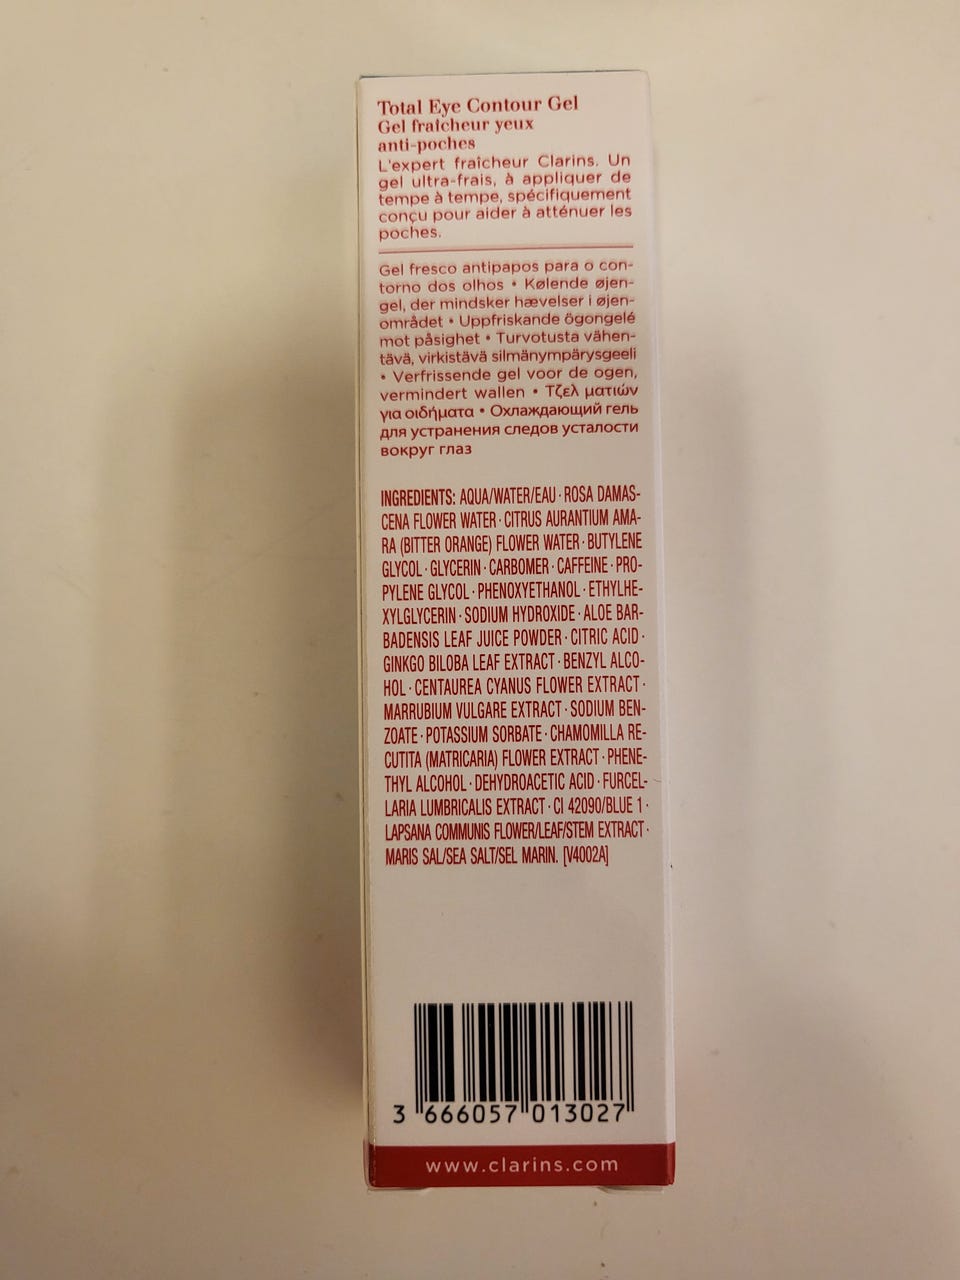 Total Eye Contour Gel
Gel fraîcheur yeux
anti-poches
L'expert fraîcheur Clarins. Un
gel ultra-frais, à appliquer de
tempe à tempe, spécifiquement
conçu pour aider à atténuer les
poches.
Gel fresco antipapos para o con-
torno dos olhos • Kølende øjen-
gel, der mindsker hævelser i øjen-
området • Uppfriskande ögongelé
mot påsighet • Turvotusta vähen-
tävä, virkistävä silmänympärysgeeli
• Verfrissende gel voor de ogen,
vermindert wallen • Τζελ ματιών
για οιδήματα • Охлаждающий гель
для устранения следов усталости
вокруг глаз
INGREDIENTS: AQUA/WATER/EAU · ROSA DAMAS-
CENA FLOWER WATER · CITRUS AURANTIUM AMA-
RA (BITTER ORANGE) FLOWER WATER · BUTYLENE
GLYCOL · GLYCERIN · CARBOMER · CAFFEINE · PRO-
PYLENE GLYCOL · PHENOXYETHANOL · ETHYLHE-
XYLGLYCERIN · SODIUM HYDROXIDE · ALOE BAR-
BADENSIS LEAF JUICE POWDER · CITRIC ACID ·
GINKGO BILOBA LEAF EXTRACT · BENZYL ALCO-
HOL · CENTAUREA CYANUS FLOWER EXTRACT ·
MARRUBIUM VULGARE EXTRACT · SODIUM BEN-
ZOATE · POTASSIUM SORBATE · CHAMOMILLA RE-
CUTITA (MATRICARIA) FLOWER EXTRACT · PHENE-
THYL ALCOHOL · DEHYDROACETIC ACID · FURCEL-
LARIA LUMBRICALIS EXTRACT · CI 42090/BLUE 1 ·
LAPSANA COMMUNIS FLOWER/LEAF/STEM EXTRACT ·
MARIS SAL/SEA SALT/SEL MARIN. [V4002A]
3 666057 013027
www.clarins.com